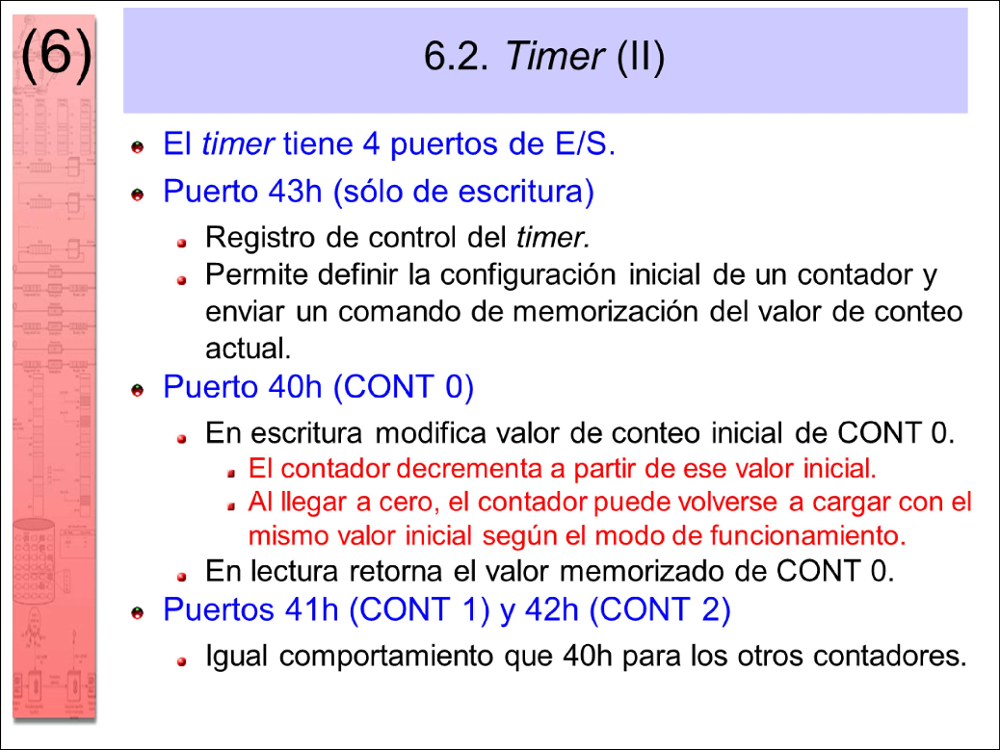 (6)
6.2. Timer (II)
El timer tiene 4 puertos de E/S.
Puerto 43h (sólo de escritura)
Registro de control del timer.
Permite definir la configuración inicial de un contador y
enviar un comando de memorización del valor de conteo
actual.
Puerto 40h (CONT 0)
En escritura modifica valor de conteo inicial de CONT 0.
El contador decrementa a partir de ese valor inicial.
Al llegar a cero, el contador puede volverse a cargar con el
mismo valor inicial según el modo de funcionamiento.
En lectura retorna el valor memorizado de CONT 0.
Puertos 41h (CONT 1) y 42h (CONT 2)
Igual comportamiento que 40h para los otros contadores.